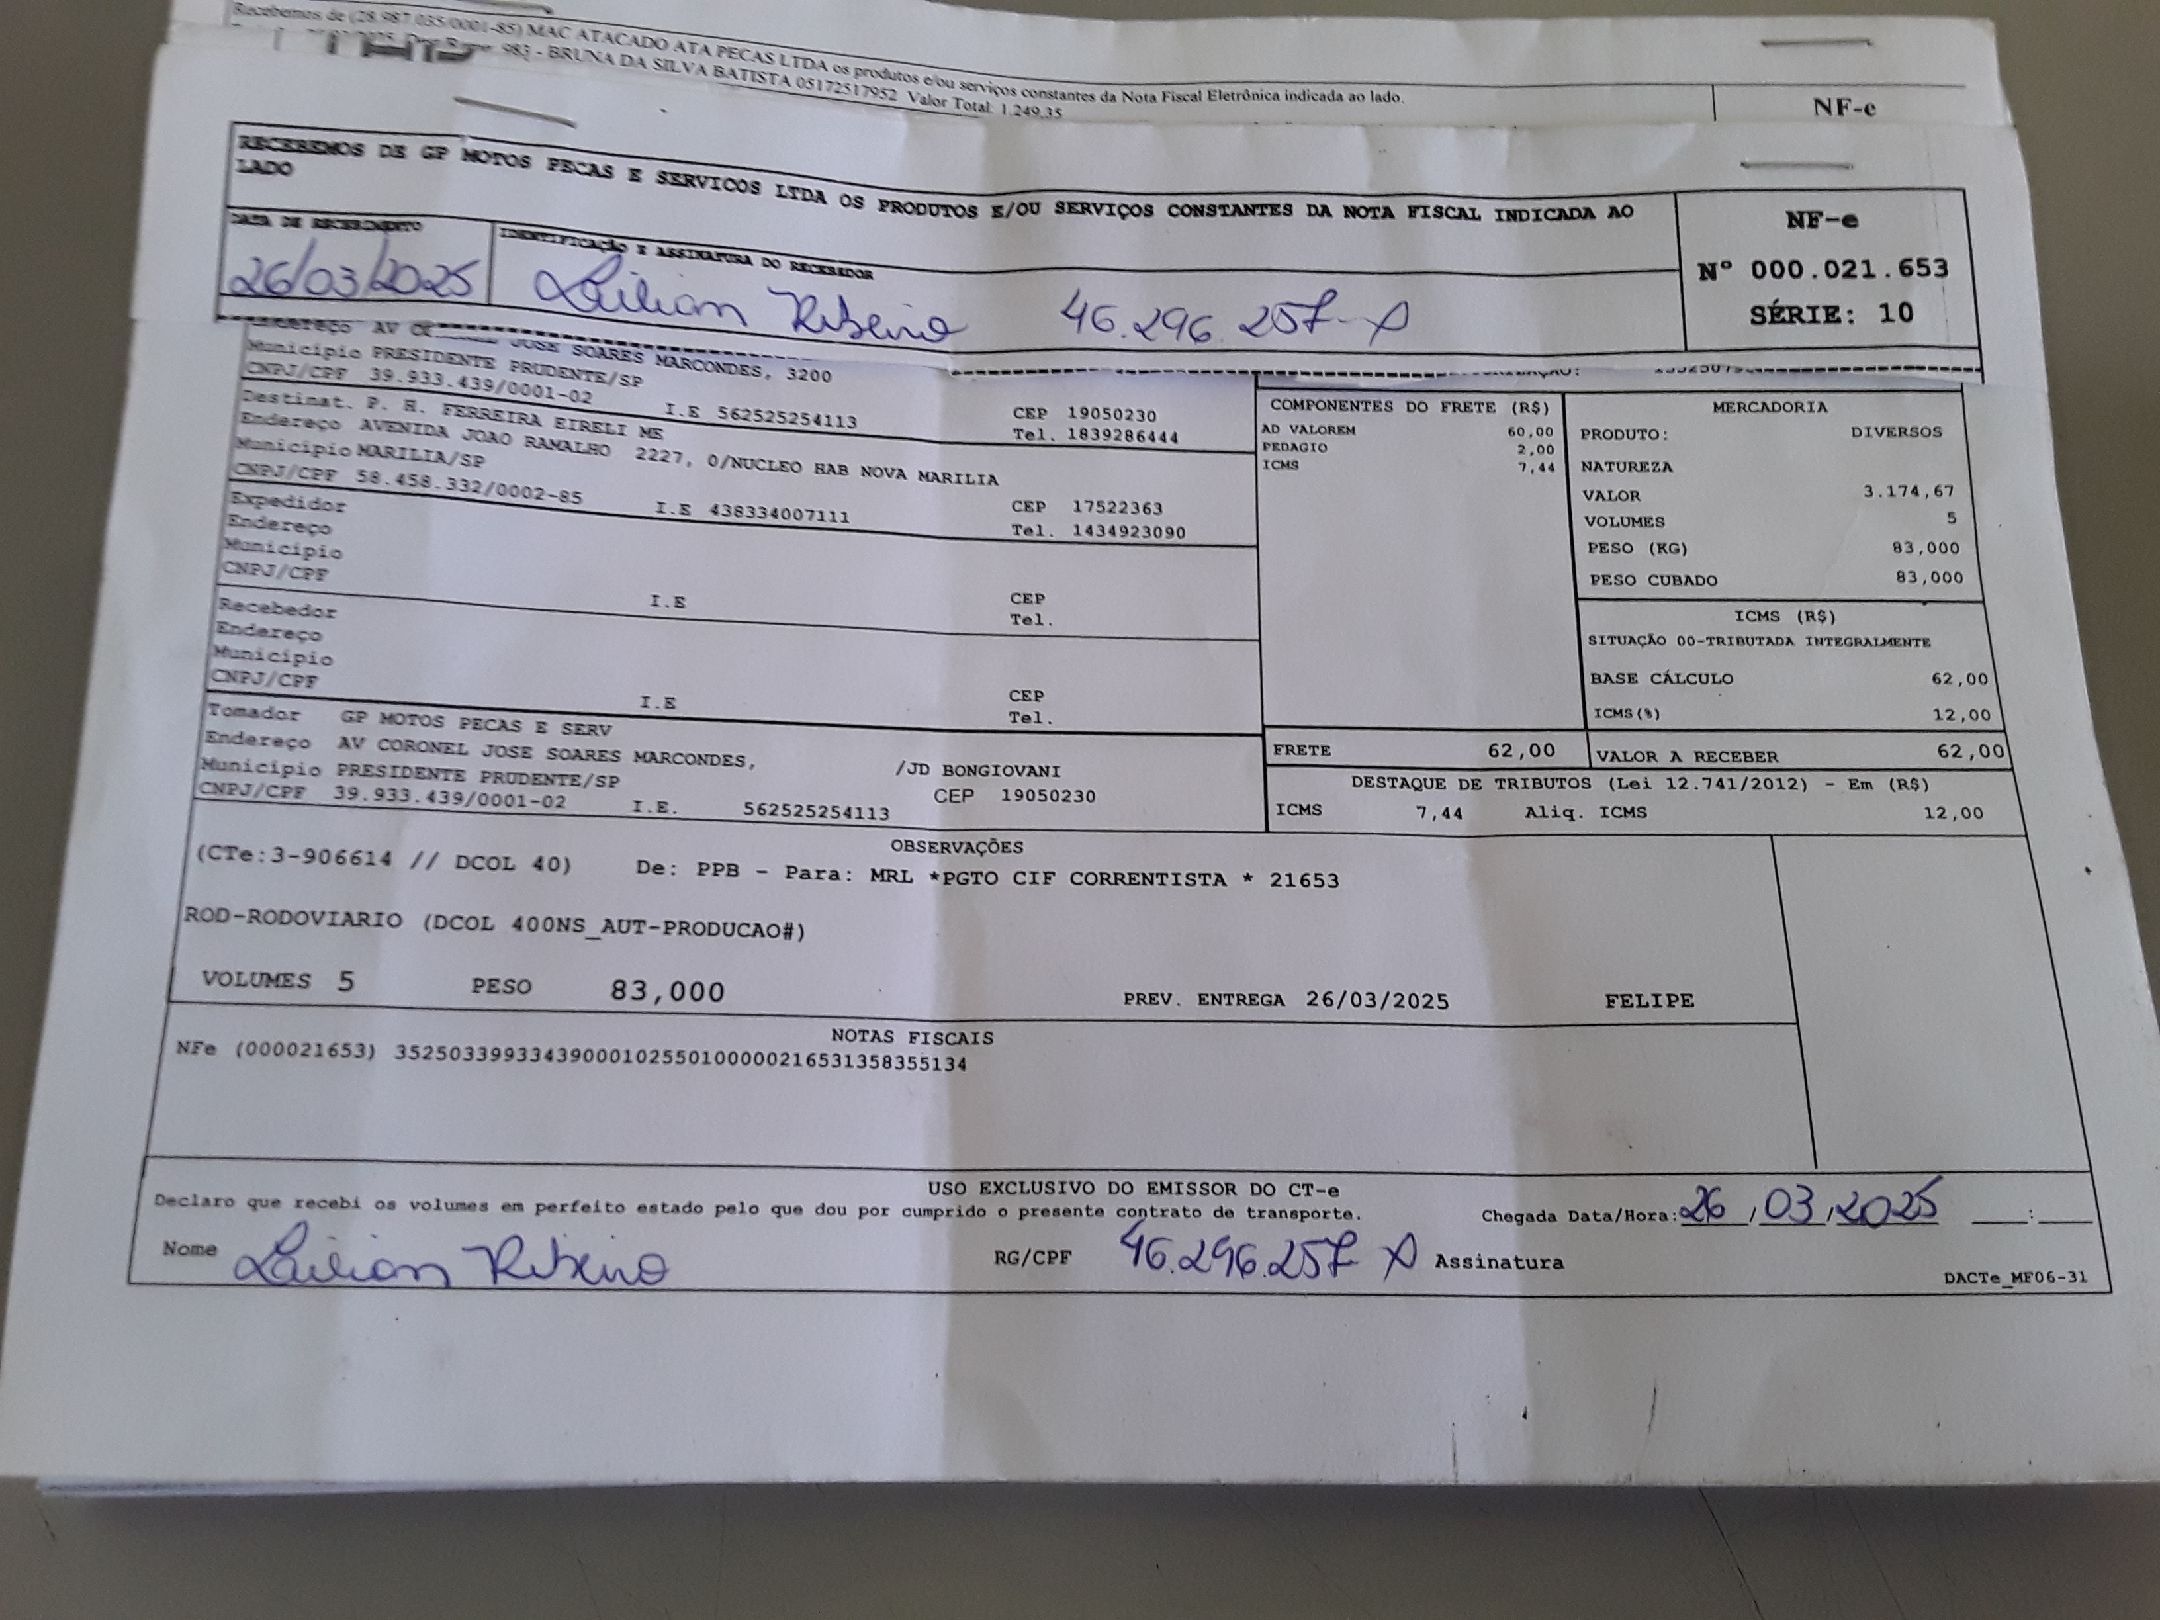 Recebemos de (28.987.035/0001-85) MAC ATACADO ATA PECAS LTDA os produtos e/ou serviços constantes da Nota Fiscal Eletrônica indicada ao lado.
983 - BRUNA DA SILVA BATISTA 05172517952 Valor Total: 1.249,35
NF-e
RECEBEMOS DE GP MOTOS PECAS E SERVICOS LTDA OS PRODUTOS E/OU SERVIÇOS CONSTANTES DA NOTA FISCAL INDICADA AO
LADO
NF-e
Nº 000.021.653
SÉRIE: 10
DATA DE RECEBIMENTO
26/03/2025
IDENTIFICAÇÃO E ASSINATURA DO RECEBEDOR
Lilian Ribeiro 46.296.257-X
Endereço AV JOSE SOARES MARCONDES, 3200
Município PRESIDENTE PRUDENTE/SP CEP 19050230
CNPJ/CPF 39.933.439/0001-02 I.E 562525254113 Tel. 1839286444
Destinat. P. H. FERREIRA EIRELI ME
Endereço AVENIDA JOAO RAMALHO 2227, 0/NUCLEO HAB NOVA MARILIA
Município MARILIA/SP CEP 17522363
CNPJ/CPF 58.458.332/0002-85 I.E 438334007111 Tel. 1434923090
Expedidor
Endereço
Município CEP
CNPJ/CPF I.E Tel.
Recebedor
Endereço
Município CEP
CNPJ/CPF I.E Tel.
Tomador GP MOTOS PECAS E SERV
Endereço AV CORONEL JOSE SOARES MARCONDES, /JD BONGIOVANI
Município PRESIDENTE PRUDENTE/SP CEP 19050230
CNPJ/CPF 39.933.439/0001-02 I.E. 562525254113
COMPONENTES DO FRETE (R$)
AD VALOREM 60,00
PEDAGIO 2,00
ICMS 7,44
MERCADORIA
PRODUTO: DIVERSOS
NATUREZA
VALOR 3.174,67
VOLUMES 5
PESO (KG) 83,000
PESO CUBADO 83,000
ICMS (R$)
SITUAÇÃO 00-TRIBUTADA INTEGRALMENTE
BASE CÁLCULO 62,00
ICMS(%) 12,00
FRETE 62,00 VALOR A RECEBER 62,00
DESTAQUE DE TRIBUTOS (Lei 12.741/2012) - Em (R$)
ICMS 7,44 Aliq. ICMS 12,00
OBSERVAÇÕES
(CTe:3-906614 // DCOL 40) De: PPB - Para: MRL *PGTO CIF CORRENTISTA * 21653
ROD-RODOVIARIO (DCOL 400NS_AUT-PRODUCAO#)
VOLUMES 5 PESO 83,000 PREV. ENTREGA 26/03/2025 FELIPE
NOTAS FISCAIS
NFe (000021653) 35250339933439000102550100000216531358355134
USO EXCLUSIVO DO EMISSOR DO CT-e
Declaro que recebi os volumes em perfeito estado pelo que dou por cumprido o presente contrato de transporte. Chegada Data/Hora: 26/03/2025 __:__
Nome Lilian Ribeiro RG/CPF 46.296.257 X Assinatura
DACTe_MF06-31